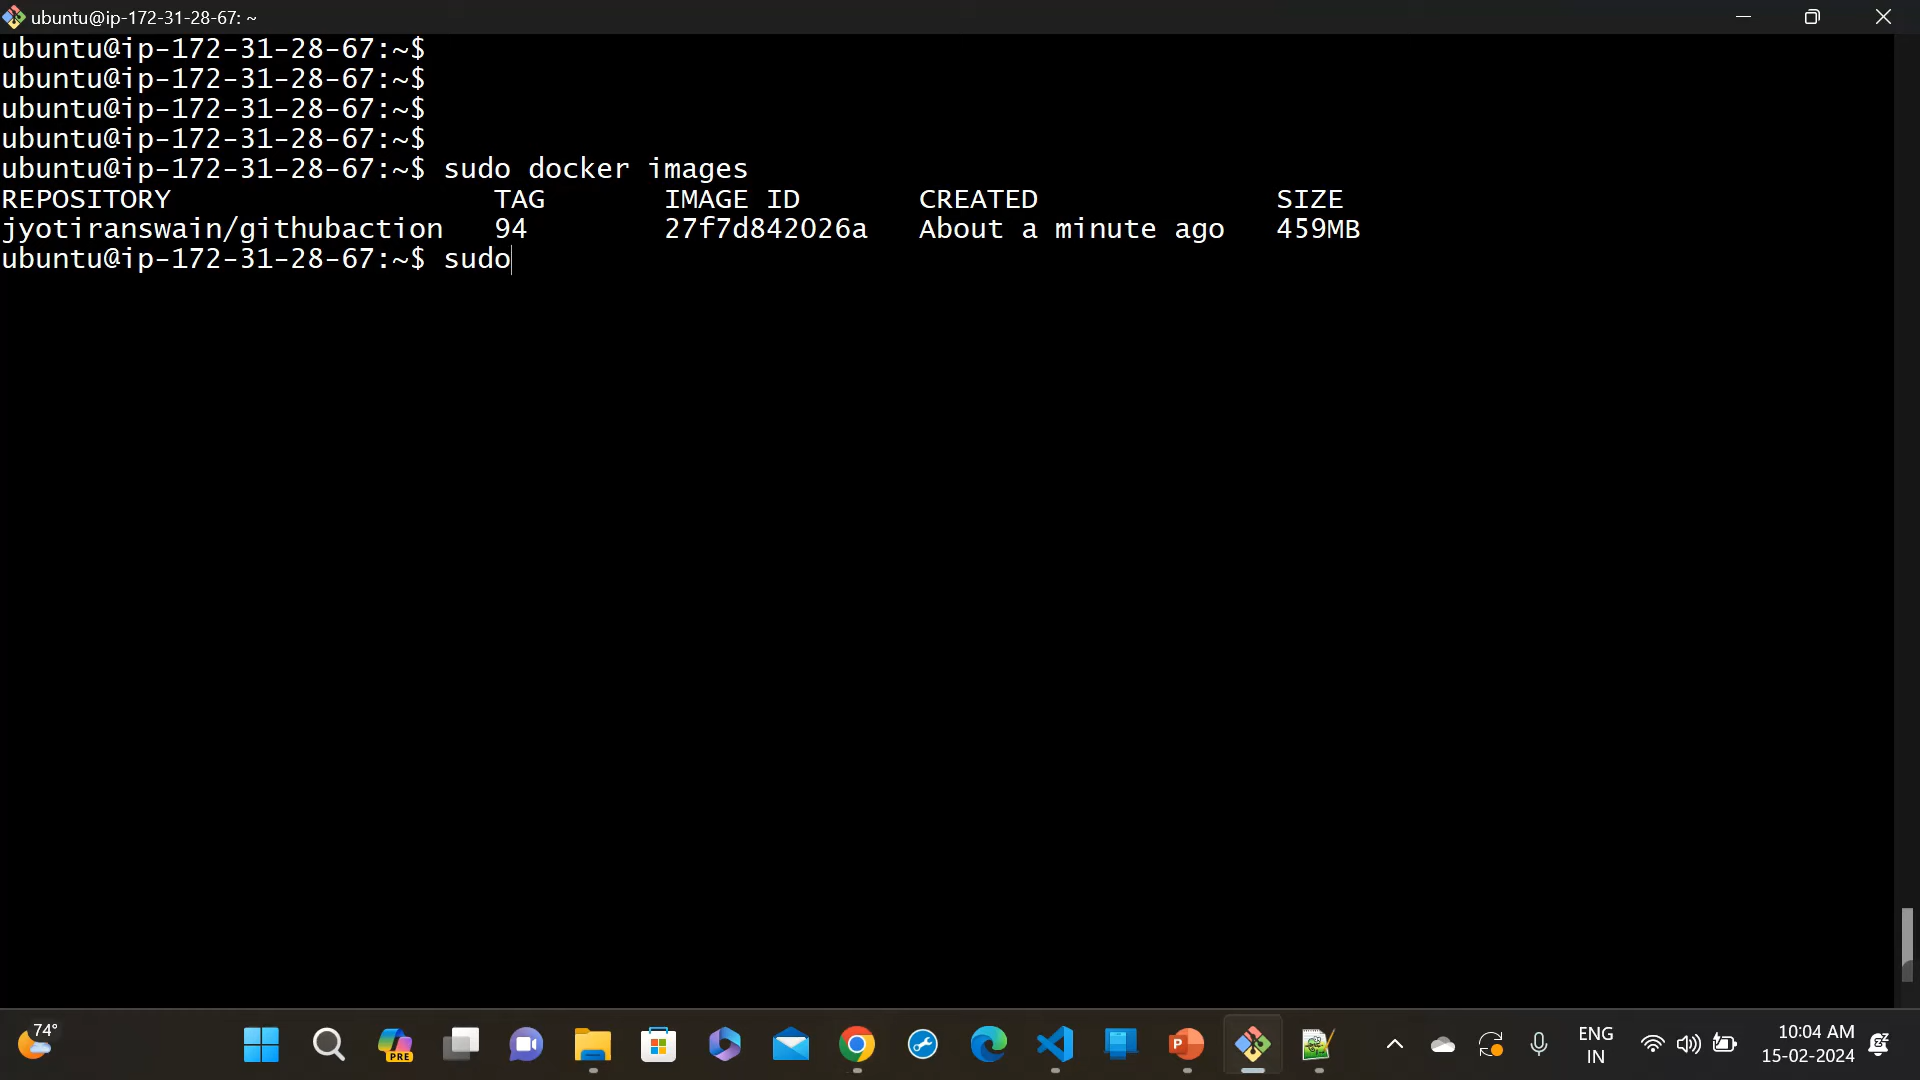 ubuntu@ip-172-31-28-67: ~
ubuntu@ip-172-31-28-67:~$
ubuntu@ip-172-31-28-67:~$
ubuntu@ip-172-31-28-67:~$
ubuntu@ip-172-31-28-67:~$
ubuntu@ip-172-31-28-67:~$ sudo docker images
REPOSITORY TAG IMAGE ID CREATED SIZE
jyotiranswain/githubaction 94 27f7d842026a About a minute ago 459MB
ubuntu@ip-172-31-28-67:~$ sudo
74°
PRE
P
ENG
IN
10:04 AM
15-02-2024